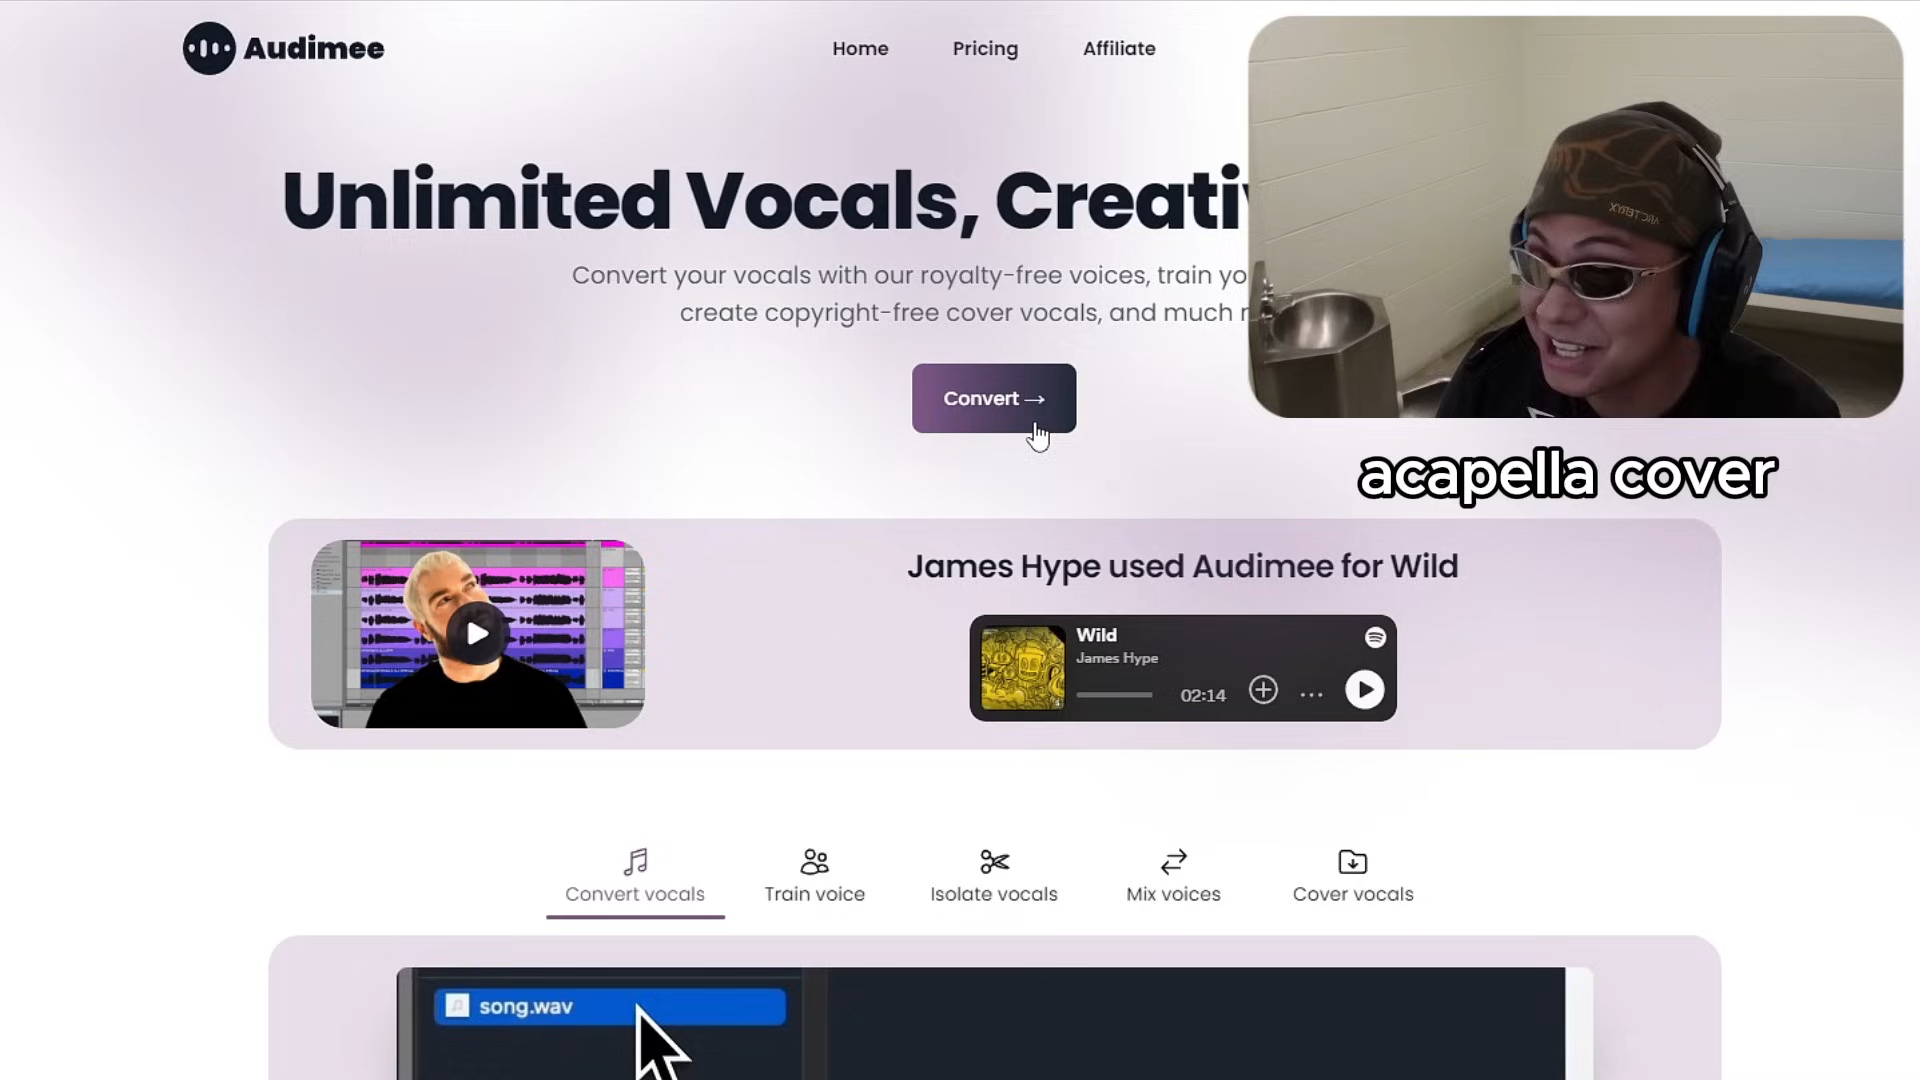 Audimee
Home
Pricing
Affiliate
Unlimited Vocals,
Convert your vocals with our royalty-free voices, train
create copyright-free cover vocals, and much
Convert →
ARC'TERYX
acapella cover
James Hype used Audimee for Wild
Wild
James Hype
02:14
Convert vocals
Train voice
Isolate vocals
Mix voices
Cover vocals
song.wav